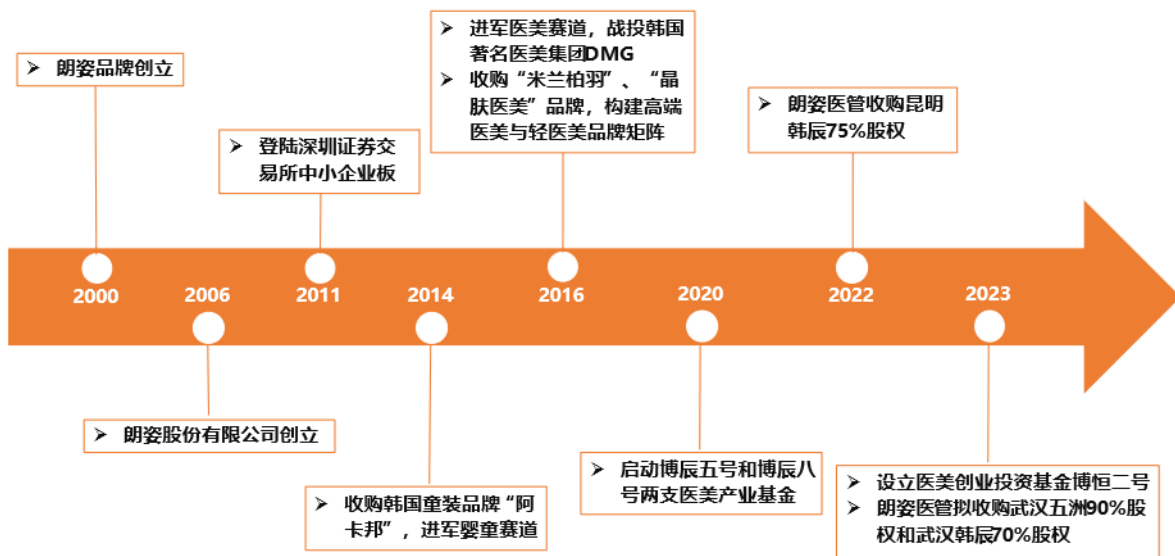 ➢ 进军医美赛道，战投韩国
著名医美集团DMG
➢ 收购“米兰柏羽”、“晶
肤医美”品牌，构建高端
医美与轻医美品牌矩阵
➢ 朗姿品牌创立
➢ 朗姿医管收购昆明
韩辰75%股权
➢ 登陆深圳证券交
易所中小企业板
2000
2006
2011
2014
2016
2020
2022
2023
➢ 朗姿股份有限公司创立
➢ 收购韩国童装品牌“阿
卡邦”，进军婴童赛道
➢ 启动博辰五号和博辰八
号两支医美产业基金
➢ 设立医美创业投资基金博恒二号
➢ 朗姿医管拟收购武汉五洲90%股
权和武汉韩辰70%股权